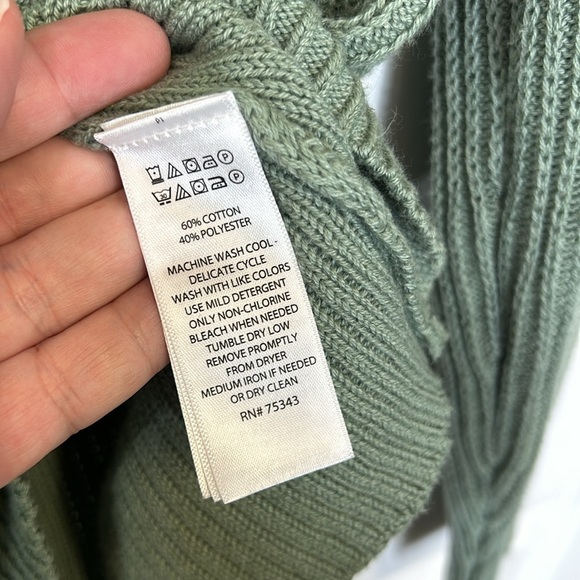 60% COTTON
40% POLYESTER
MACHINE WASH COOL -
DELICATE CYCLE
WASH WITH LIKE COLORS
USE MILD DETERGENT
ONLY NON-CHLORINE
BLEACH WHEN NEEDED
TUMBLE DRY LOW
REMOVE PROMPTLY
FROM DRYER
MEDIUM IRON IF NEEDED
OR DRY CLEAN
RN# 75343